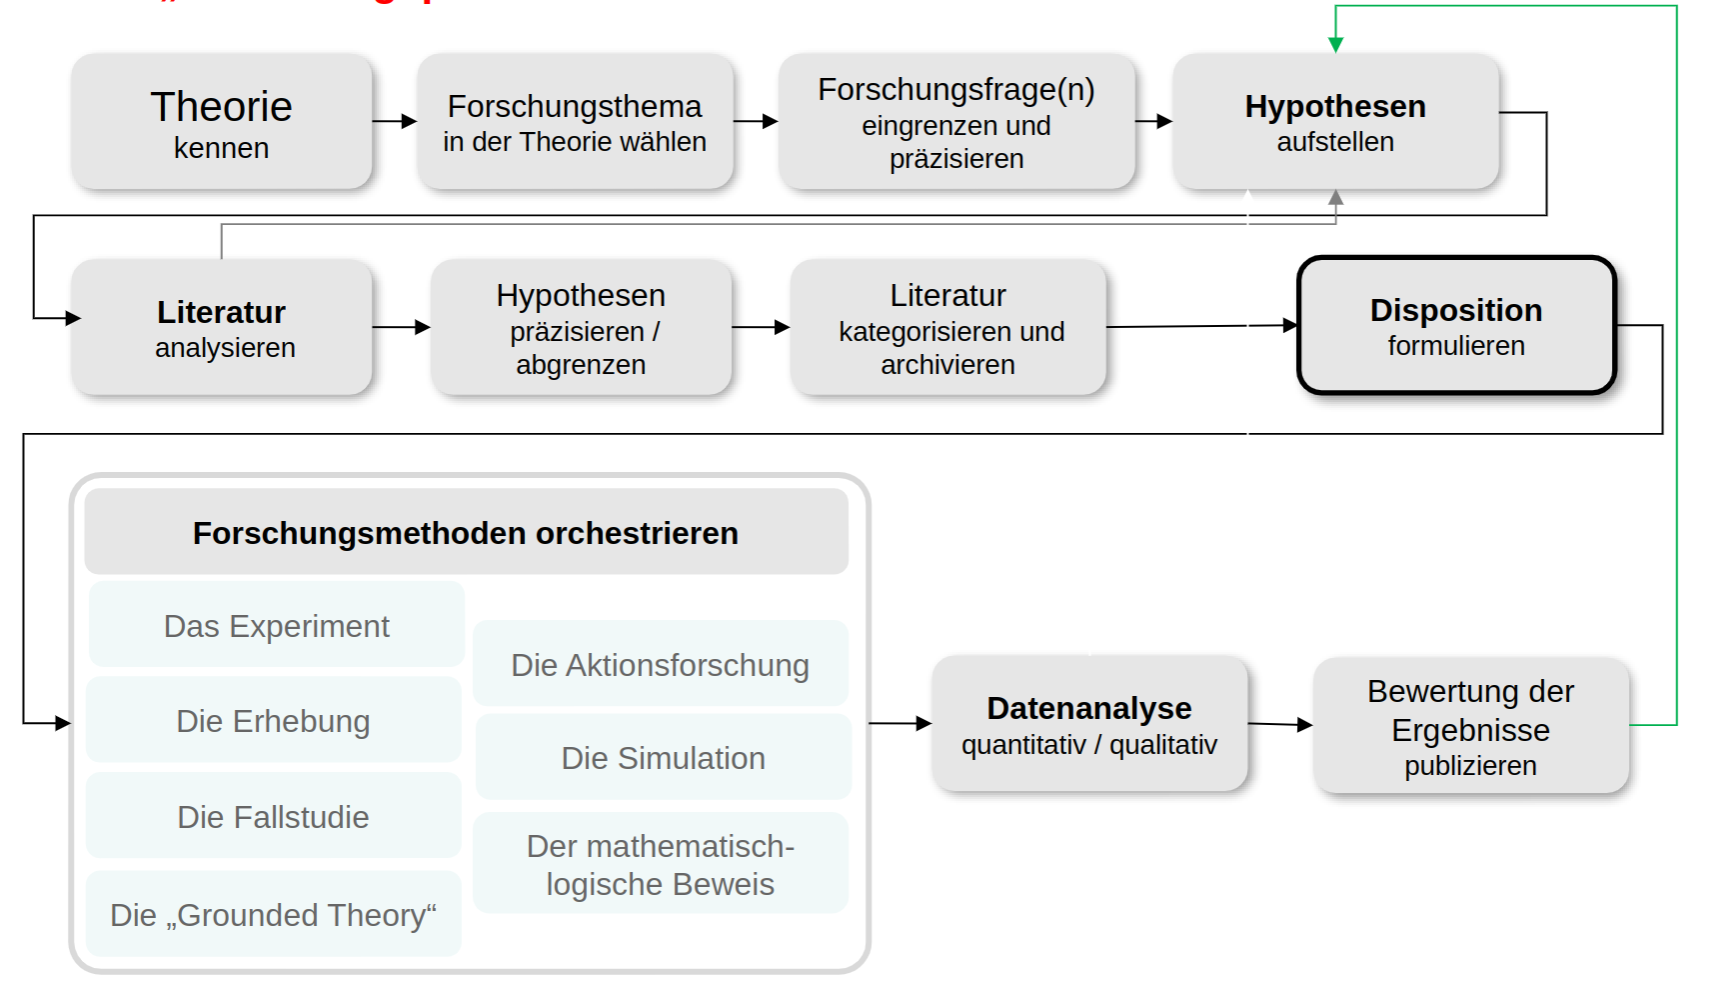 Theorie
kennen
Forschungsthema
in der Theorie wählen
Forschungsfrage(n)
eingrenzen und
präzisieren
Hypothesen
aufstellen
Literatur
analysieren
Hypothesen
präzisieren /
abgrenzen
Literatur
kategorisieren und
archivieren
Disposition
formulieren
Forschungsmethoden orchestrieren
Das Experiment
Die Erhebung
Die Fallstudie
Die „Grounded Theory“
Die Aktionsforschung
Die Simulation
Der mathematisch-
logische Beweis
Datenanalyse
quantitativ / qualitativ
Bewertung der
Ergebnisse
publizieren